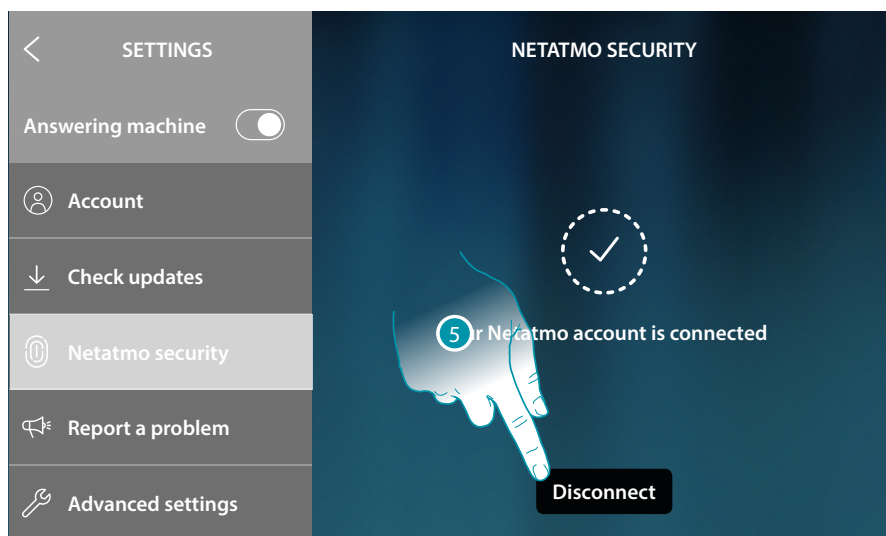 SETTINGS
Answering machine
Account
Check updates
Netatmo security
Report a problem
Advanced settings
NETATMO SECURITY
5
r Netatmo account is connected
Disconnect